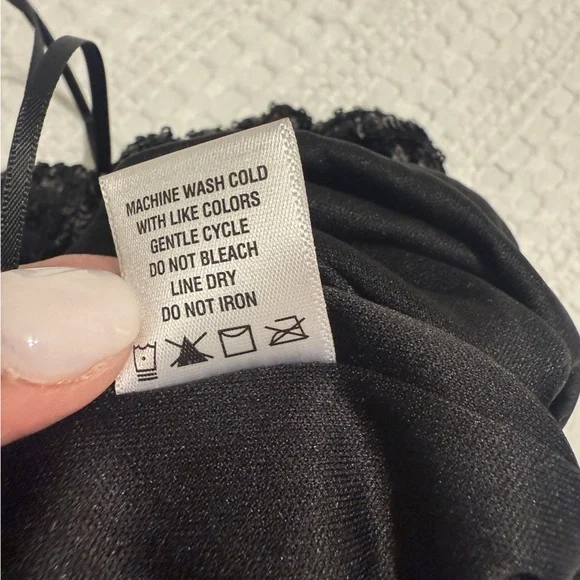 MACHINE WASH COLD
WITH LIKE COLORS
GENTLE CYCLE
DO NOT BLEACH
LINE DRY
DO NOT IRON